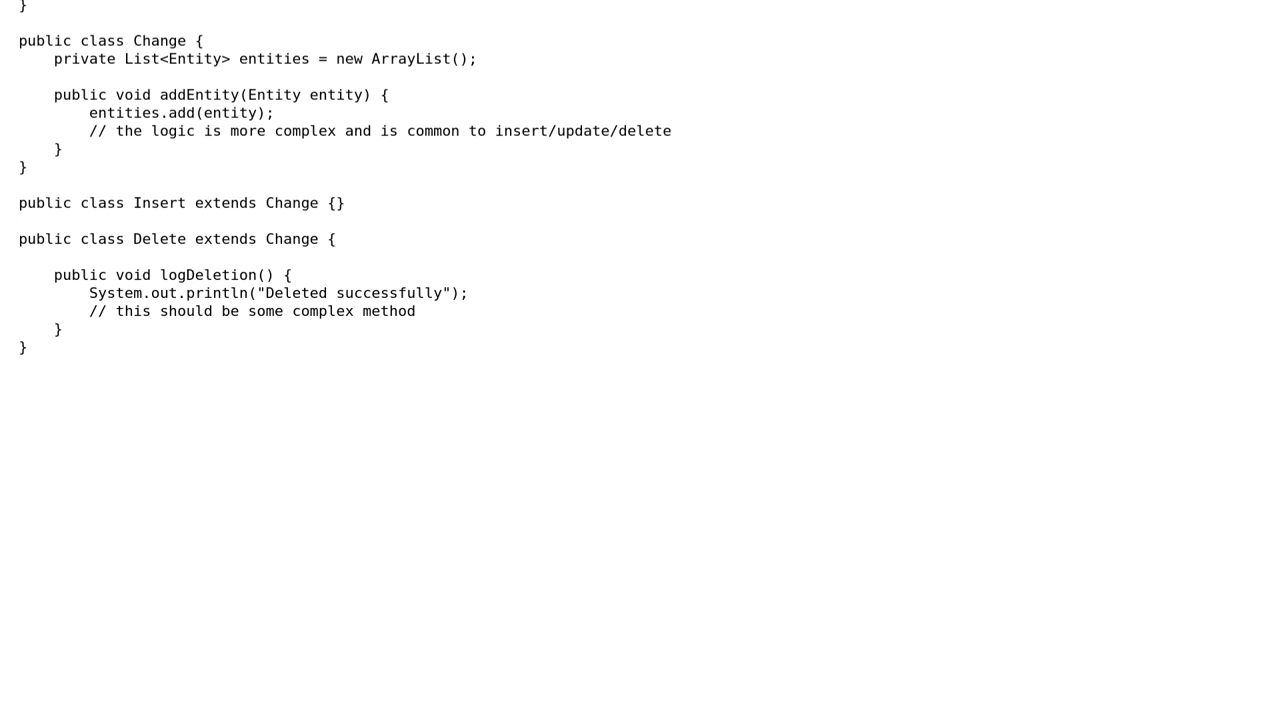 }
public class Change {
    private List<Entity> entities = new ArrayList();
    public void addEntity(Entity entity) {
        entities.add(entity);
        // the logic is more complex and is common to insert/update/delete
    }
}
public class Insert extends Change {}
public class Delete extends Change {
    public void logDeletion() {
        System.out.println("Deleted successfully");
        // this should be some complex method
    }
}